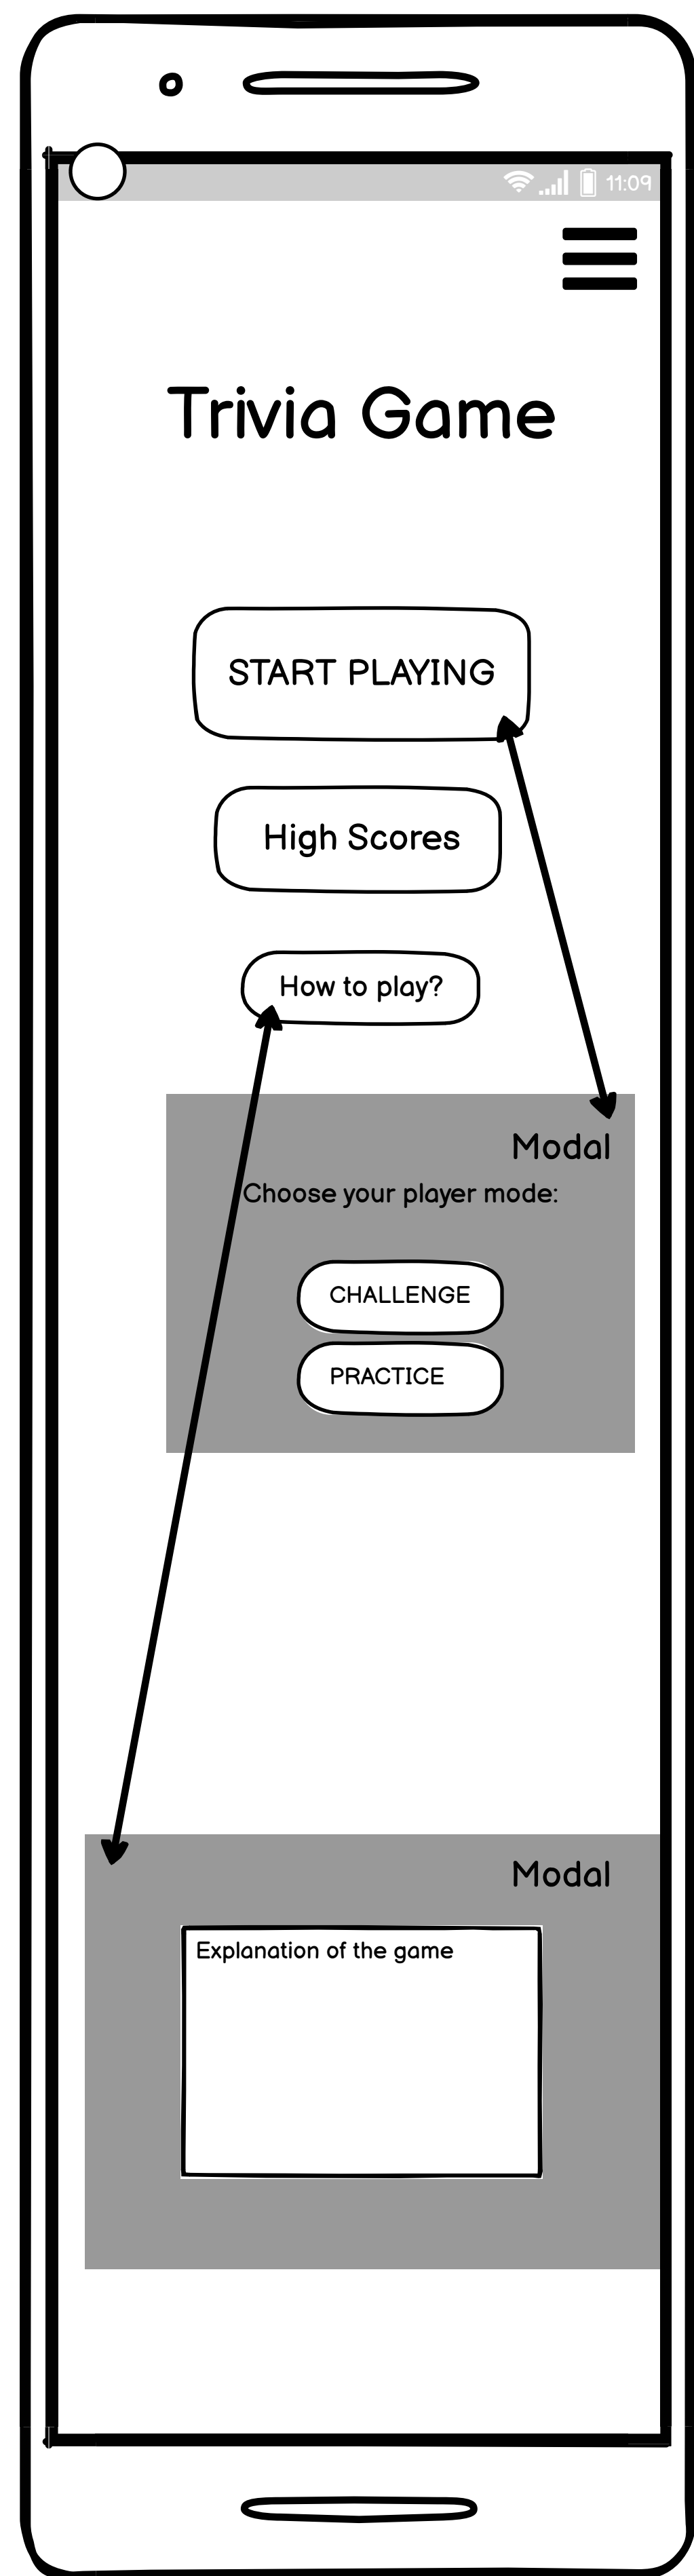 11:09
Trivia Game
START PLAYING
High Scores
How to play?
Modal
Choose your player mode:
CHALLENGE
PRACTICE
Modal
Explanation of the game